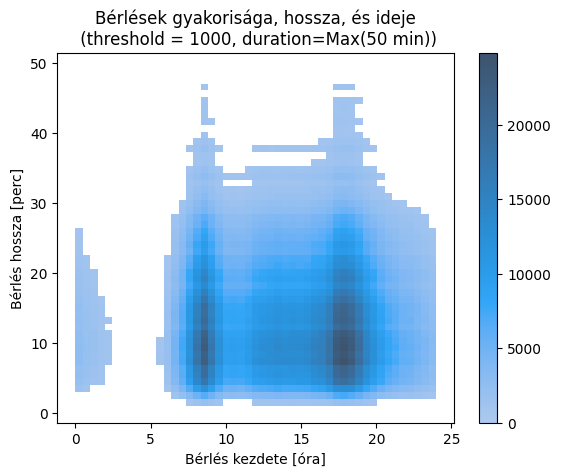 Bérlések gyakorisága, hossza, és ideje
(threshold = 1000, duration=Max(50 min))
50
40
30
20
10
0
Bérlés hossza [perc]
0 5 10 15 20 25
Bérlés kezdete [óra]
20000
15000
10000
5000
0